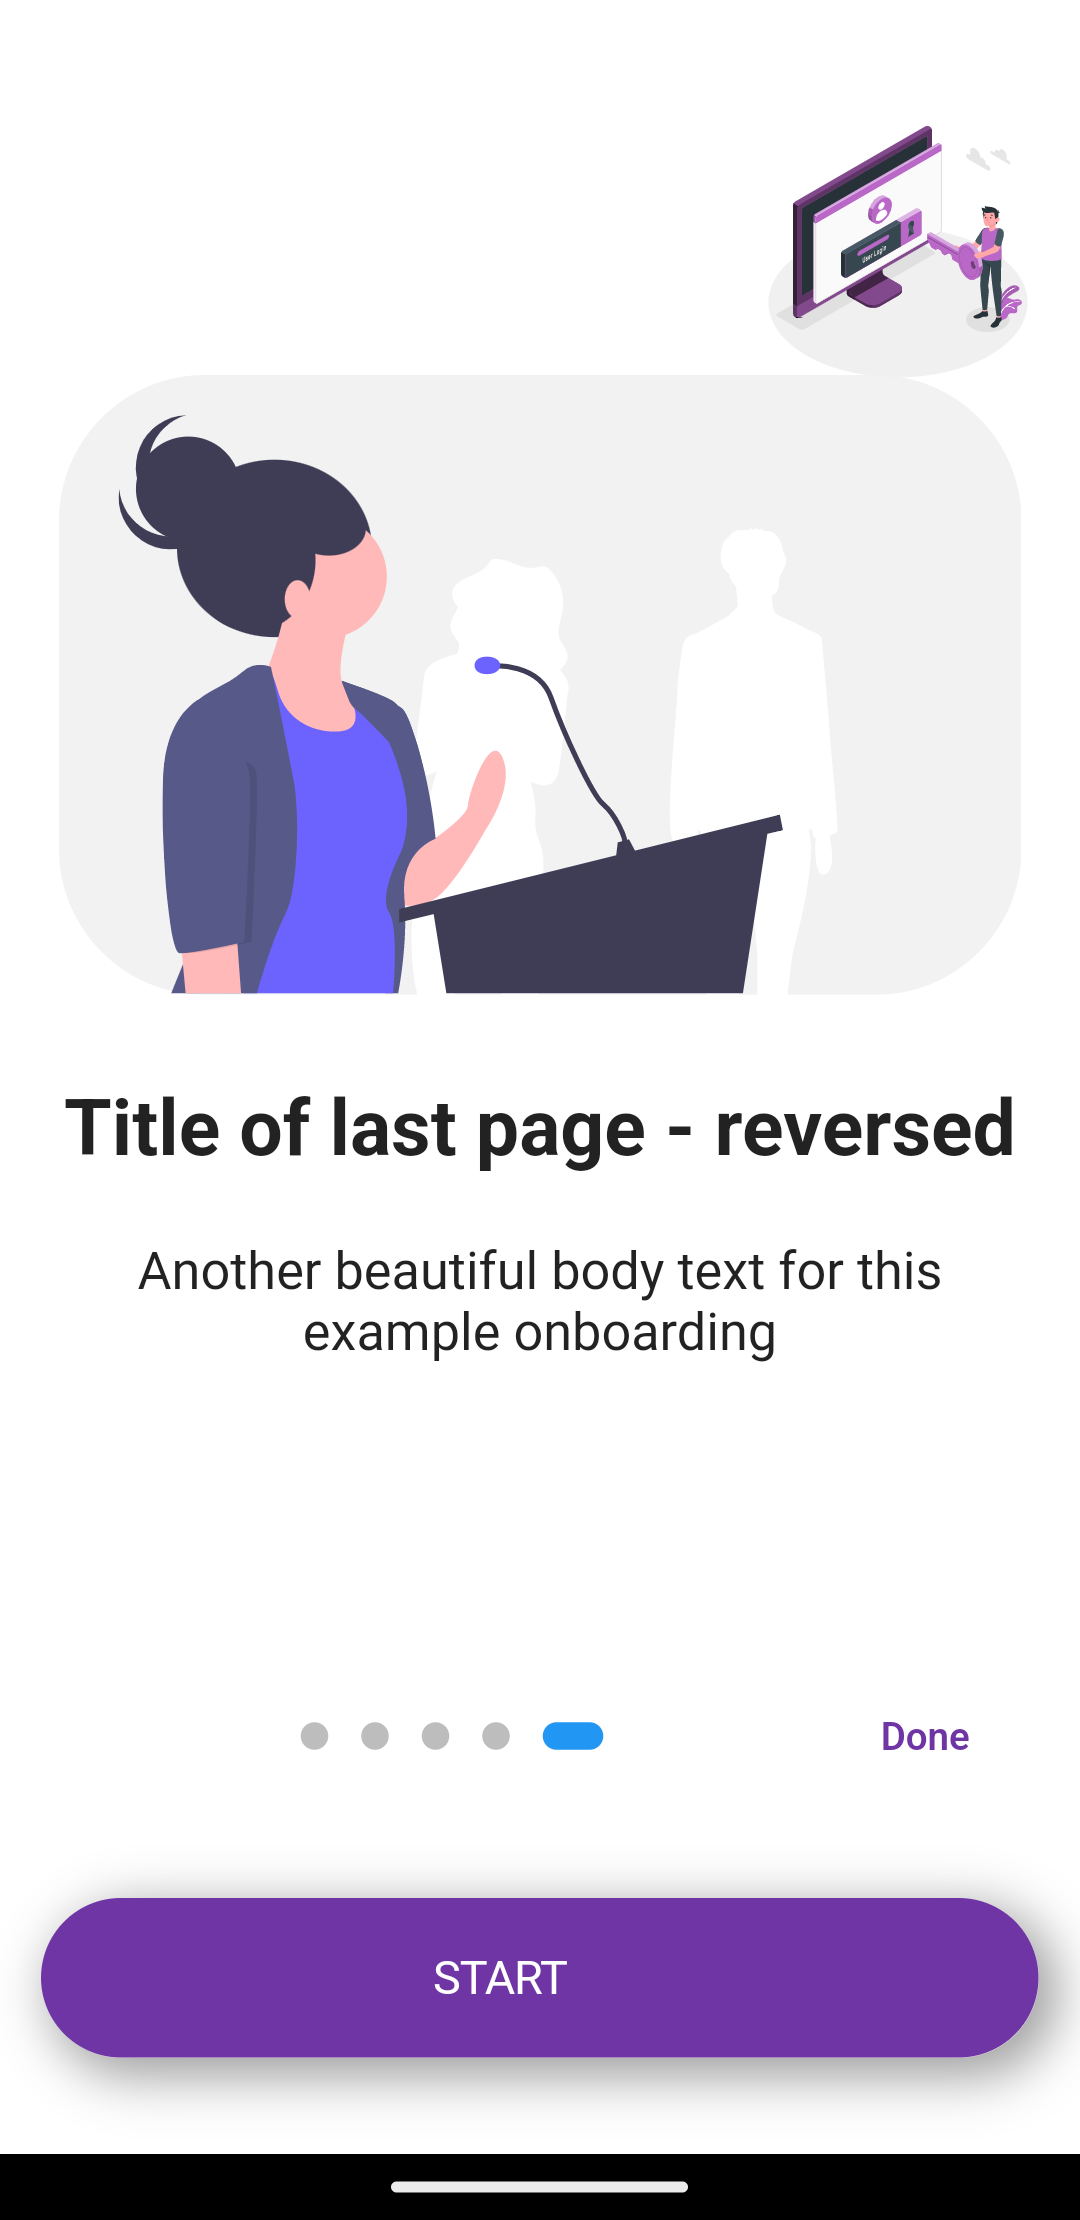 User Login
Title of last page - reversed
Another beautiful body text for this
example onboarding
Done
START